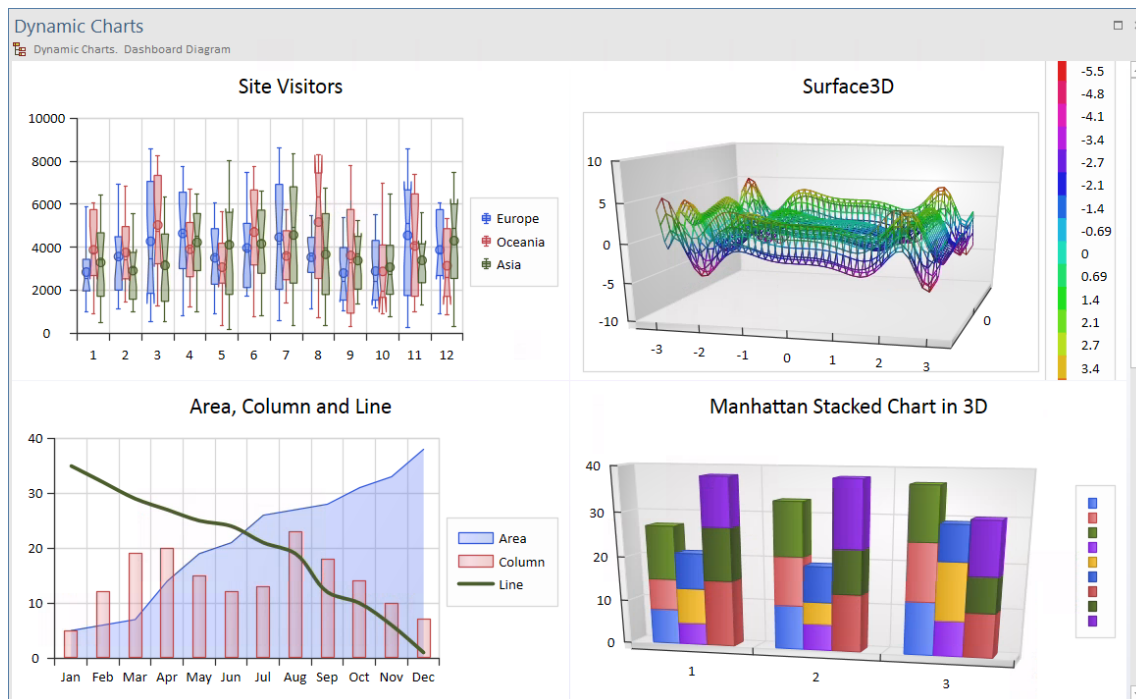 Dynamic Charts
Dynamic Charts. Dashboard Diagram
Site Visitors
10000
8000
6000
4000
2000
0
1 2 3 4 5 6 7 8 9 10 11 12
Europe
Oceania
Asia
Surface3D
10
5
0
-5
-10
-3 -2 -1 0 1 2 3
0
-5.5
-4.8
-4.1
-3.4
-2.7
-2.1
-1.4
-0.69
0
0.69
1.4
2.1
2.7
3.4
Area, Column and Line
40
30
20
10
0
Jan Feb Mar Apr May Jun Jul Aug Sep Oct Nov Dec
Area
Column
Line
Manhattan Stacked Chart in 3D
40
30
20
10
0
1 2 3